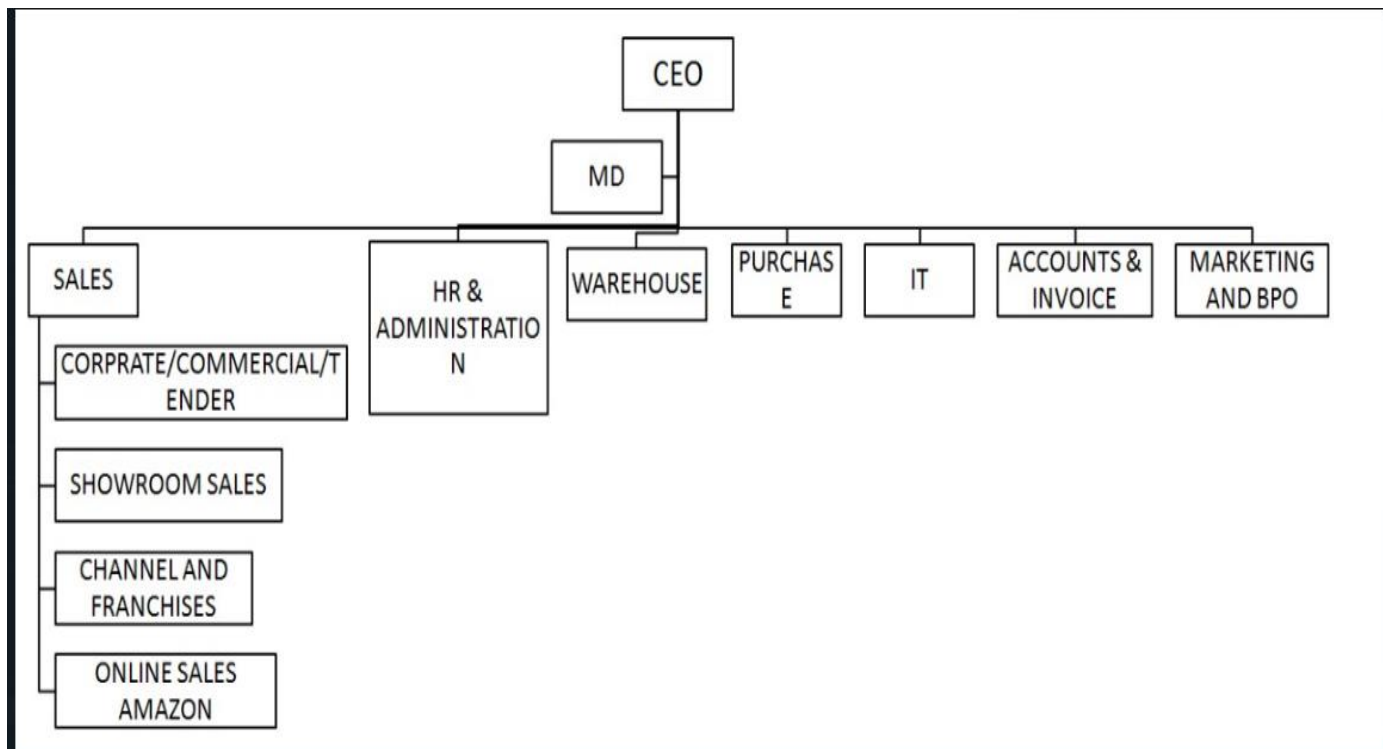 CEO
MD
SALES
HR &
ADMINISTRATIO
N
WAREHOUSE
PURCHAS
E
IT
ACCOUNTS &
INVOICE
MARKETING
AND BPO
CORPRATE/COMMERCIAL/T
ENDER
SHOWROOM SALES
CHANNEL AND
FRANCHISES
ONLINE SALES
AMAZON